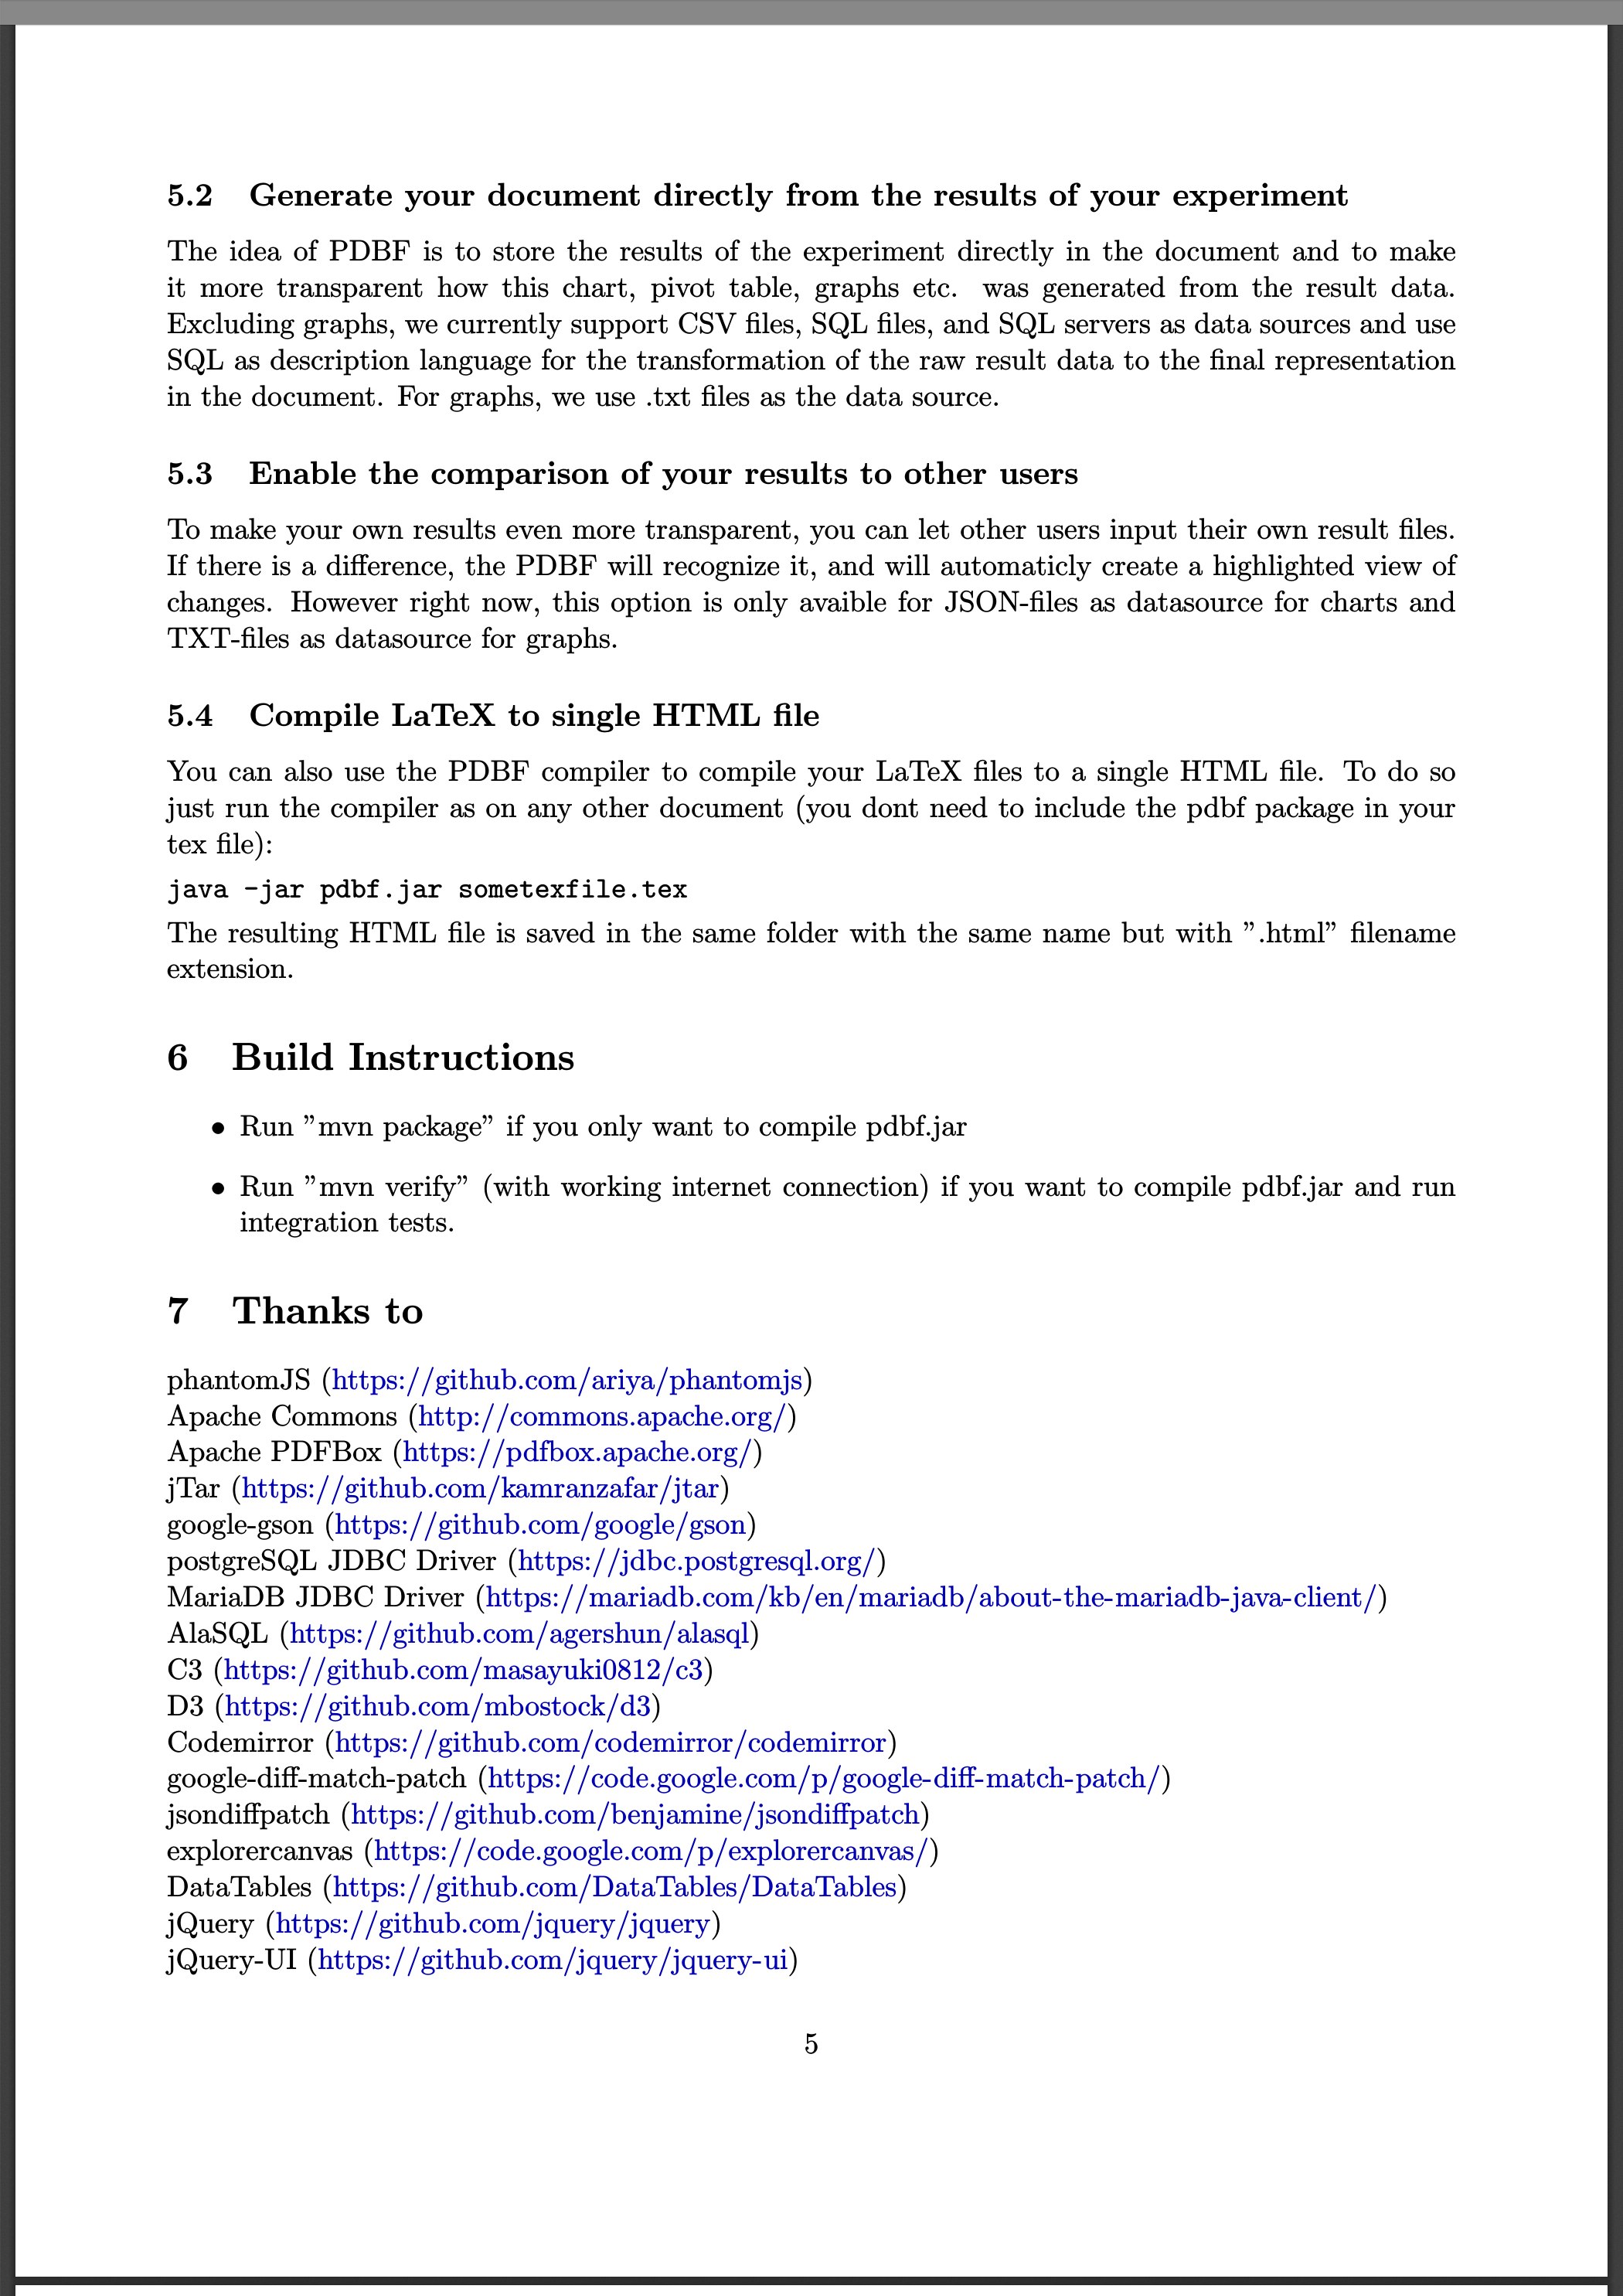 5.2 Generate your document directly from the results of your experiment
The idea of PDBF is to store the results of the experiment directly in the document and to make
it more transparent how this chart, pivot table, graphs etc. was generated from the result data.
Excluding graphs, we currently support CSV files, SQL files, and SQL servers as data sources and use
SQL as description language for the transformation of the raw result data to the final representation
in the document. For graphs, we use .txt files as the data source.
5.3 Enable the comparison of your results to other users
To make your own results even more transparent, you can let other users input their own result files.
If there is a difference, the PDBF will recognize it, and will automaticly create a highlighted view of
changes. However right now, this option is only avaible for JSON-files as datasource for charts and
TXT-files as datasource for graphs.
5.4 Compile LaTeX to single HTML file
You can also use the PDBF compiler to compile your LaTeX files to a single HTML file. To do so
just run the compiler as on any other document (you dont need to include the pdbf package in your
tex file):
java -jar pdbf.jar sometexfile.tex
The resulting HTML file is saved in the same folder with the same name but with ”.html” filename
extension.
6 Build Instructions
• Run ”mvn package” if you only want to compile pdbf.jar
• Run ”mvn verify” (with working internet connection) if you want to compile pdbf.jar and run
integration tests.
7 Thanks to
phantomJS (https://github.com/ariya/phantomjs)
Apache Commons (http://commons.apache.org/)
Apache PDFBox (https://pdfbox.apache.org/)
jTar (https://github.com/kamranzafar/jtar)
google-gson (https://github.com/google/gson)
postgreSQL JDBC Driver (https://jdbc.postgresql.org/)
MariaDB JDBC Driver (https://mariadb.com/kb/en/mariadb/about-the-mariadb-java-client/)
AlaSQL (https://github.com/agershun/alasql)
C3 (https://github.com/masayuki0812/c3)
D3 (https://github.com/mbostock/d3)
Codemirror (https://github.com/codemirror/codemirror)
google-diff-match-patch (https://code.google.com/p/google-diff-match-patch/)
jsondiffpatch (https://github.com/benjamine/jsondiffpatch)
explorercanvas (https://code.google.com/p/explorercanvas/)
DataTables (https://github.com/DataTables/DataTables)
jQuery (https://github.com/jquery/jquery)
jQuery-UI (https://github.com/jquery/jquery-ui)
5